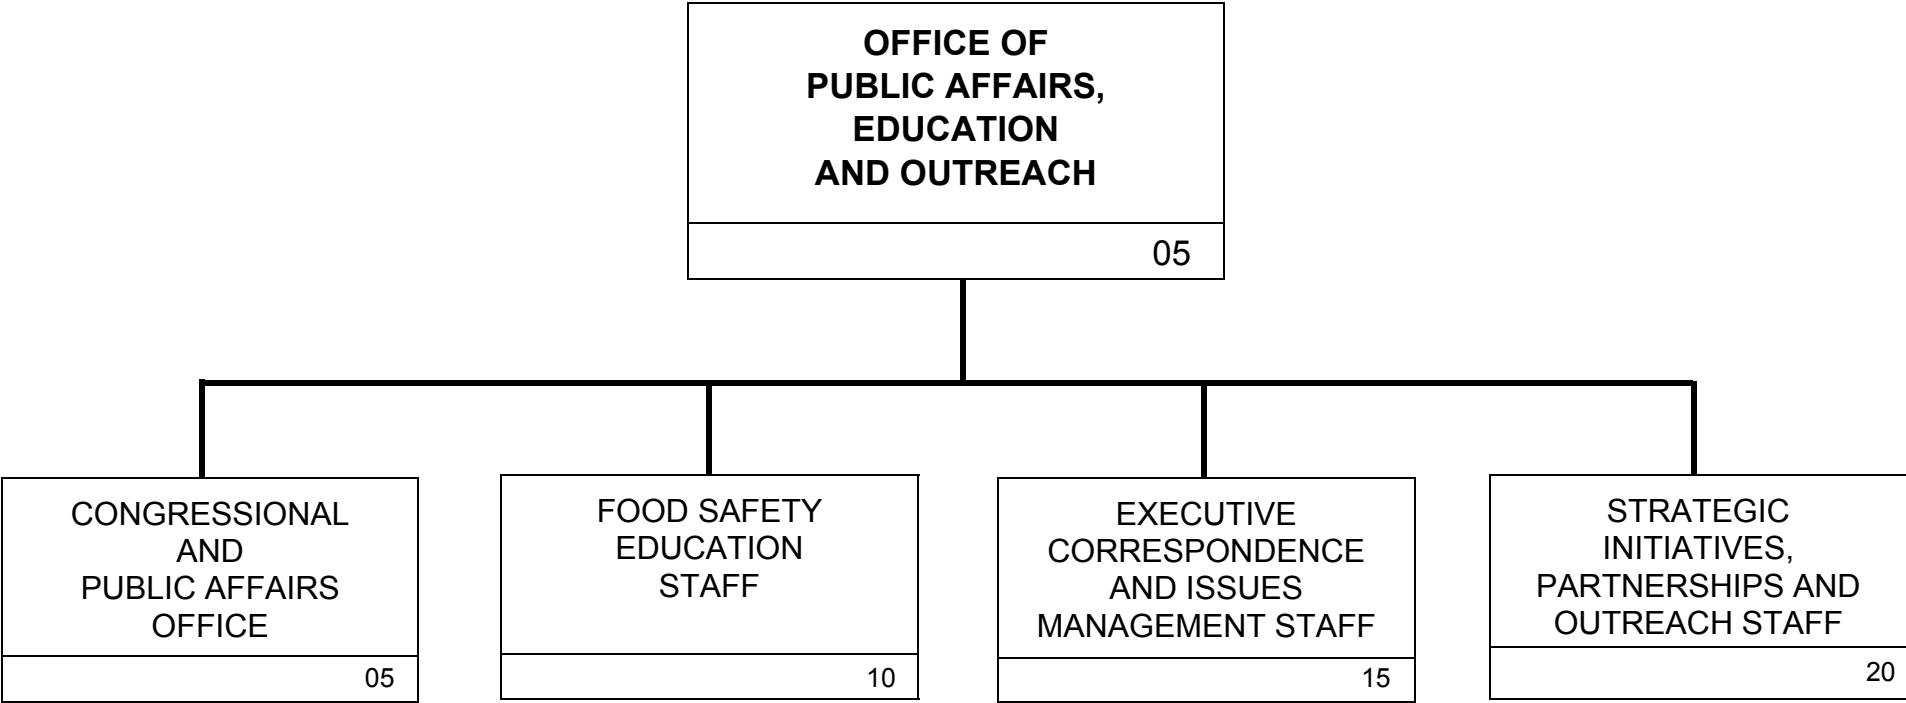 OFFICE OF
PUBLIC AFFAIRS,
EDUCATION
AND OUTREACH
05
CONGRESSIONAL
AND
PUBLIC AFFAIRS
OFFICE
05
FOOD SAFETY
EDUCATION
STAFF
10
EXECUTIVE
CORRESPONDENCE
AND ISSUES
MANAGEMENT STAFF
15
STRATEGIC
INITIATIVES,
PARTNERSHIPS AND
OUTREACH STAFF
20